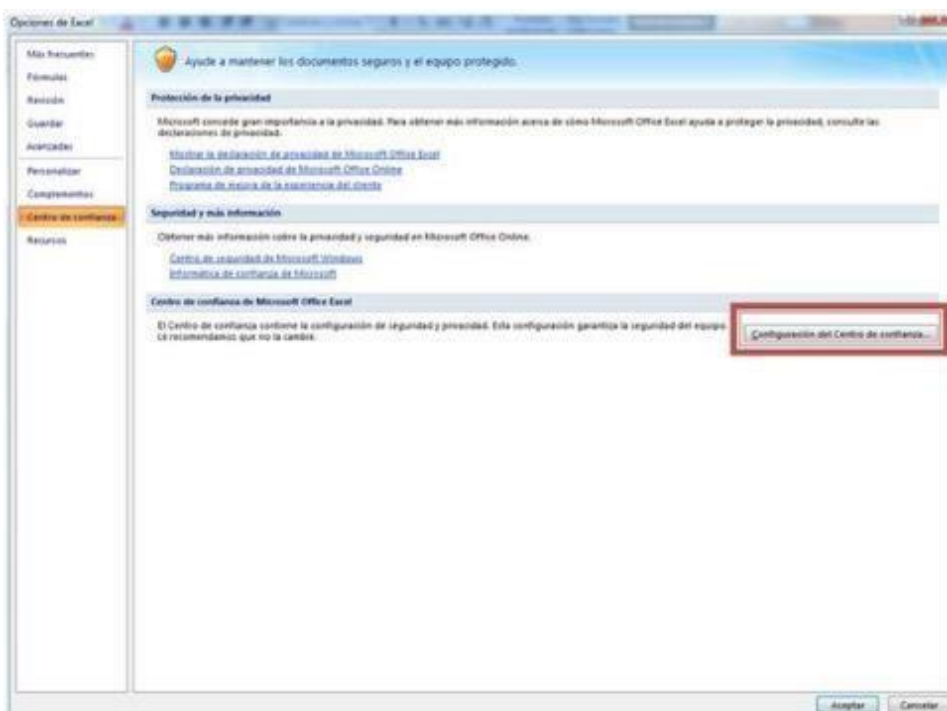 Opciones de Excel
Más frecuentes
Fórmulas
Revisión
Guardar
Avanzadas
Personalizar
Complementos
Centro de confianza
Recursos
Ayude a mantener los documentos seguros y el equipo protegido.
Protección de la privacidad
Microsoft concede gran importancia a la privacidad. Para obtener más información acerca de cómo Microsoft Office Excel ayuda a proteger la privacidad, consulte las
declaraciones de privacidad.
Mostrar la declaración de privacidad de Microsoft Office Excel
Declaración de privacidad de Microsoft Office Online
Programa de mejora de la experiencia del cliente
Seguridad y más información
Obtener más información sobre la privacidad y seguridad en Microsoft Office Online.
Centro de seguridad de Microsoft Windows
Informática de confianza de Microsoft
Centro de confianza de Microsoft Office Excel
El Centro de confianza contiene la configuración de seguridad y privacidad. Esta configuración garantiza la seguridad del equipo.
Le recomendamos que no la cambie.
Configuración del Centro de confianza...
Aceptar
Cancelar